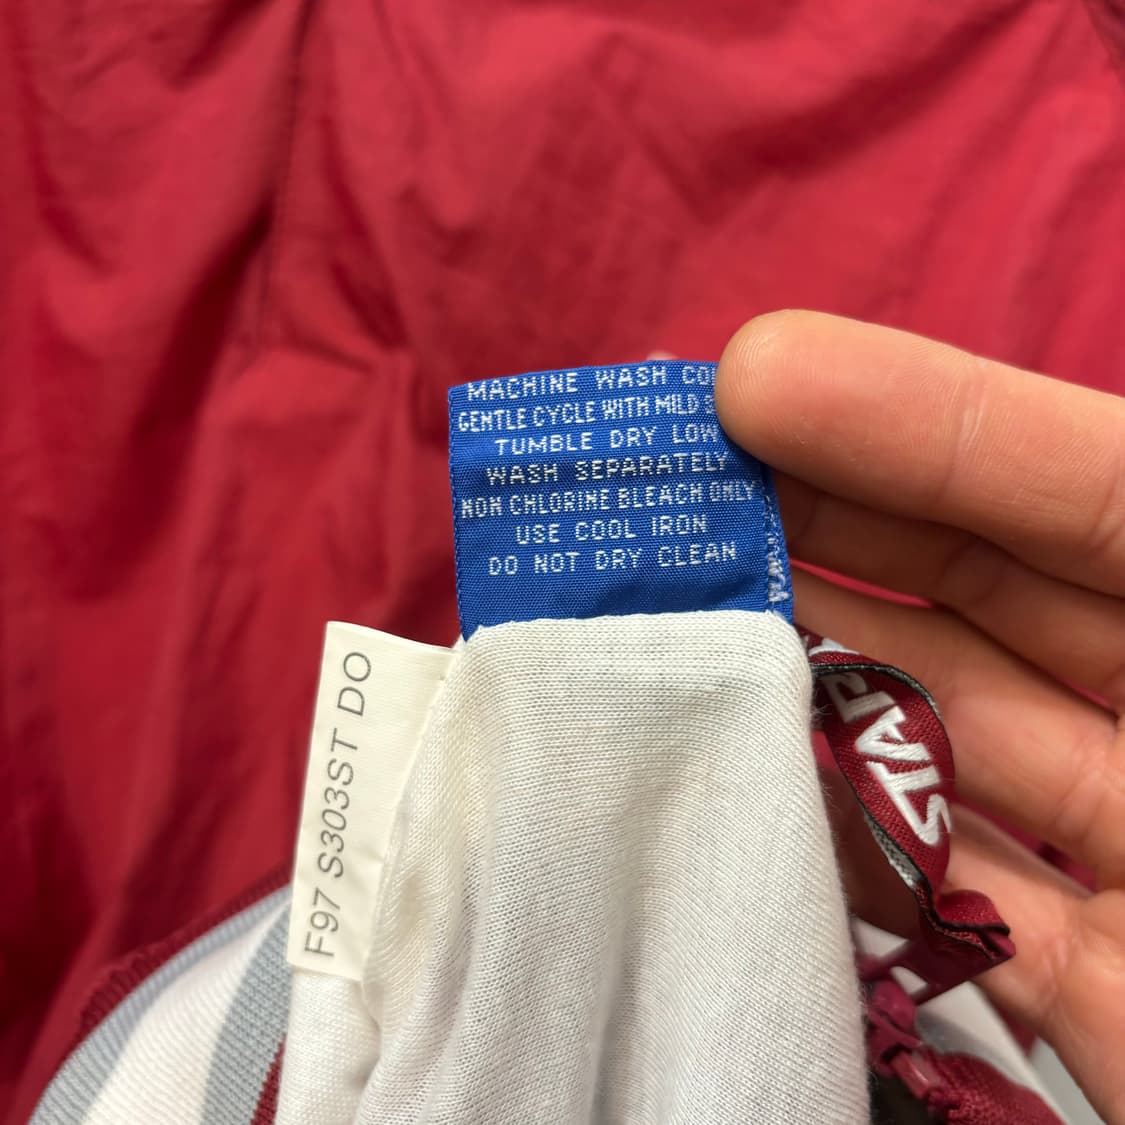 MACHINE WASH
GENTLE CYCLE WITH MILD
TUMBLE DRY LOW
WASH SEPARATELY
NON CHLORINE BLEACH ONLY
USE COOL IRON
DO NOT DRY CLEAN
F97 S303ST DO
STAR